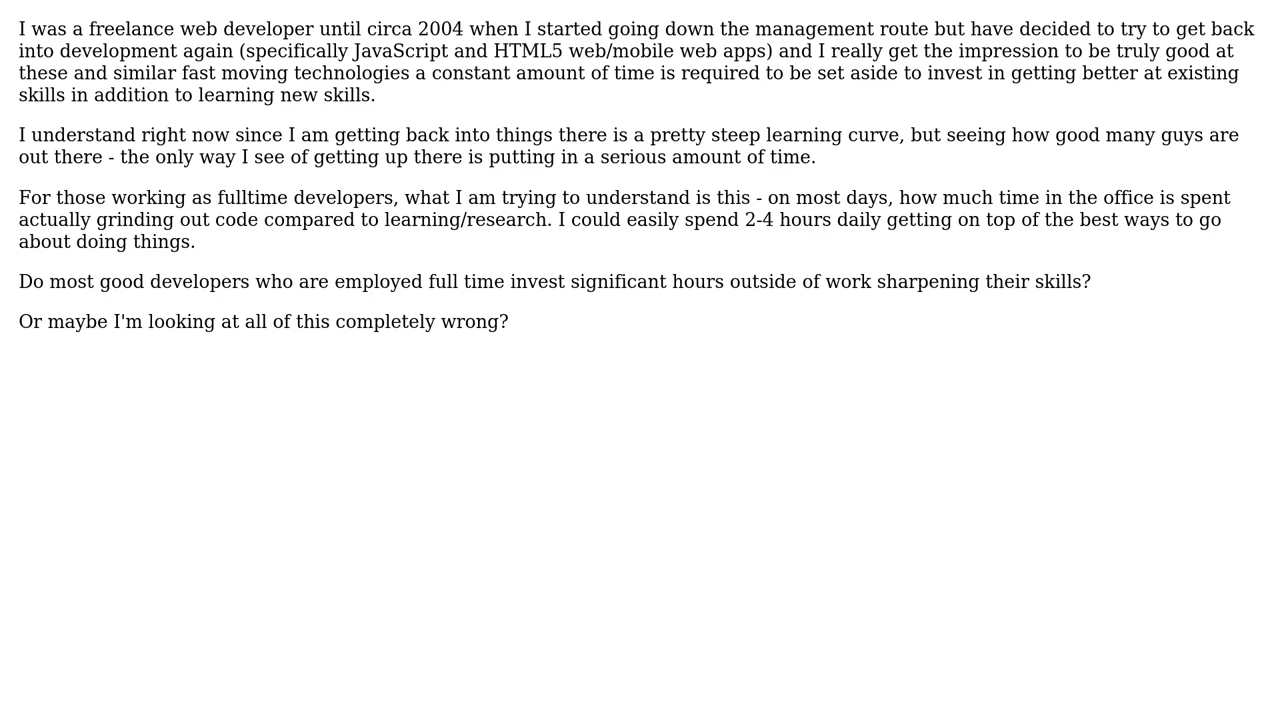 I was a freelance web developer until circa 2004 when I started going down the management route but have decided to try to get back
into development again (specifically JavaScript and HTML5 web/mobile web apps) and I really get the impression to be truly good at
these and similar fast moving technologies a constant amount of time is required to be set aside to invest in getting better at existing
skills in addition to learning new skills.
I understand right now since I am getting back into things there is a pretty steep learning curve, but seeing how good many guys are
out there - the only way I see of getting up there is putting in a serious amount of time.
For those working as fulltime developers, what I am trying to understand is this - on most days, how much time in the office is spent
actually grinding out code compared to learning/research. I could easily spend 2-4 hours daily getting on top of the best ways to go
about doing things.
Do most good developers who are employed full time invest significant hours outside of work sharpening their skills?
Or maybe I'm looking at all of this completely wrong?